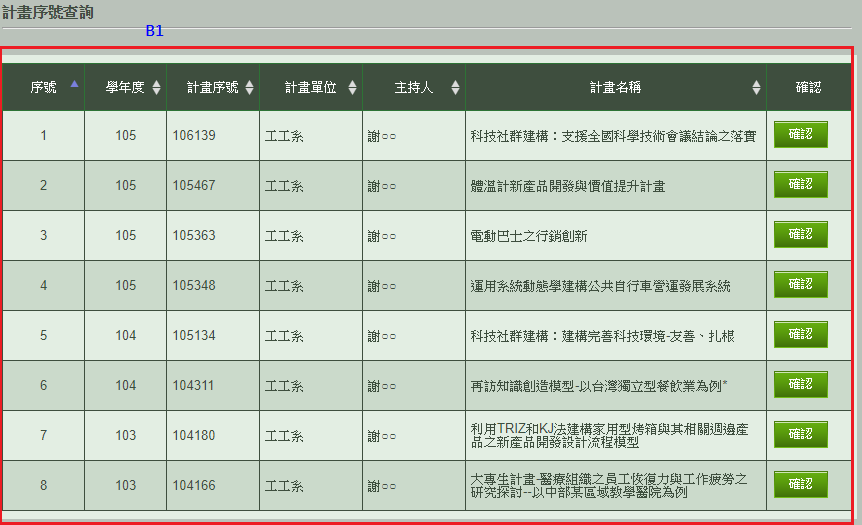 計畫序號查詢
B1
序號 學年度 計畫序號 計畫單位 主持人 計畫名稱 確認
1 105 106139 工工系 謝○○ 科技社群建構：支援全國科學技術會議結論之落實 確認
2 105 105467 工工系 謝○○ 體溫計新產品開發與價值提升計畫 確認
3 105 105363 工工系 謝○○ 電動巴士之行銷創新 確認
4 105 105348 工工系 謝○○ 運用系統動態學建構公共自行車營運發展系統 確認
5 104 105134 工工系 謝○○ 科技社群建構：建構完善科技環境-友善、扎根 確認
6 104 104311 工工系 謝○○ 再訪知識創造模型-以台灣獨立型餐飲業為例* 確認
7 103 104180 工工系 謝○○ 利用TRIZ和KJ法建構家用型烤箱與其相關週邊產
品之新產品開發設計流程模型 確認
8 103 104166 工工系 謝○○ 大專生計畫-醫療組織之員工恢復力與工作疲勞之
研究探討--以中部某區域教學醫院為例 確認